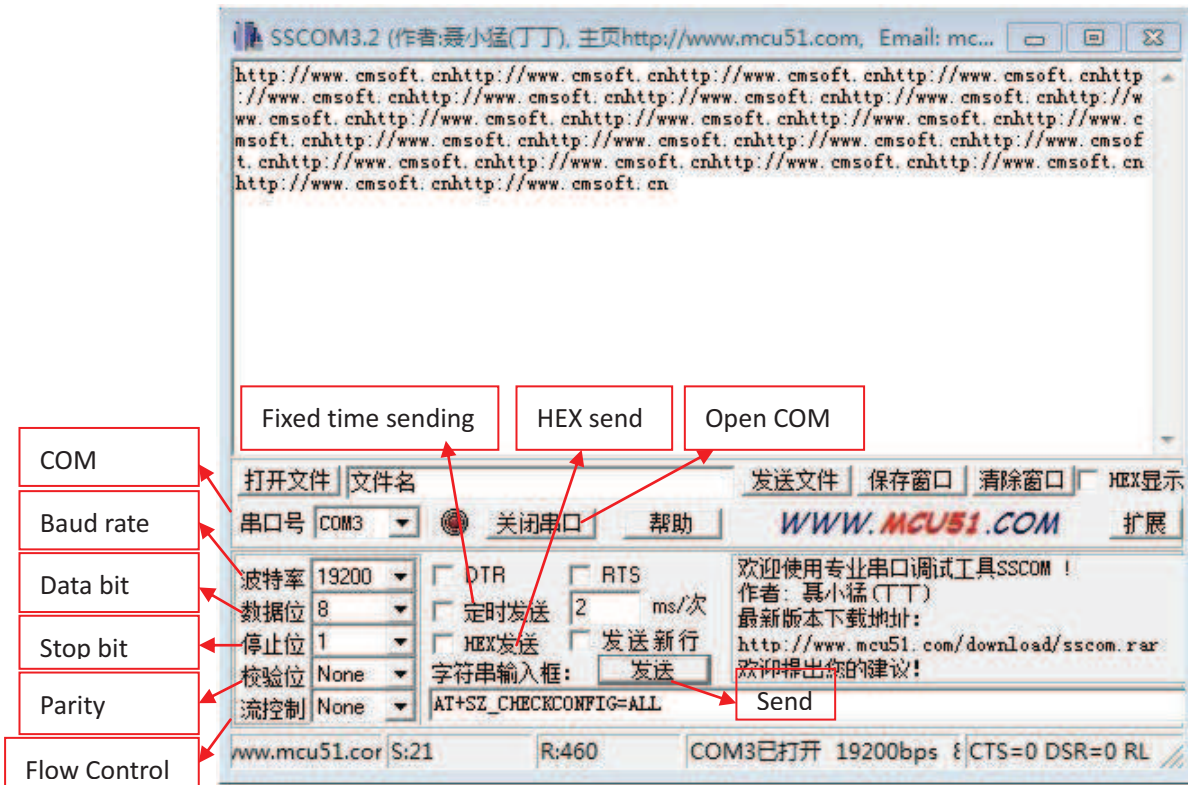 SSCOM3.2 (作者:聂小猛(丁丁), 主页http://www.mcu51.com, Email: mc...
http://www.cmsoft.cnhttp://www.cmsoft.cnhttp://www.cmsoft.cnhttp://www.cmsoft.cnhttp
://www.cmsoft.cnhttp://www.cmsoft.cnhttp://www.cmsoft.cnhttp://www.cmsoft.cnhttp://w
ww.cmsoft.cnhttp://www.cmsoft.cnhttp://www.cmsoft.cnhttp://www.cmsoft.cnhttp://www.c
msoft.cnhttp://www.cmsoft.cnhttp://www.cmsoft.cnhttp://www.cmsoft.cnhttp://www.cmsof
t.cnhttp://www.cmsoft.cnhttp://www.cmsoft.cnhttp://www.cmsoft.cnhttp://www.cmsoft.cn
http://www.cmsoft.cnhttp://www.cmsoft.cn
Fixed time sending
HEX send
Open COM
COM
Baud rate
Data bit
Stop bit
Parity
Flow Control
打开文件 文件名 发送文件 保存窗口 清除窗口 HEX显示
串口号 COM3 关闭串口 帮助 WWW.MCU51.COM 扩展
波特率 19200 DTR RTS
数据位 8 定时发送 2 ms/次
停止位 1 HEX发送 发送新行
校验位 None 字符串输入框: 发送
流控制 None AT+SZ_CHECKCONFIG=ALL
Send
欢迎使用专业串口调试工具SSCOM !
作者: 聂小猛(丁丁)
最新版本下载地址:
http://www.mcu51.com/download/sscom.rar
欢迎提出您的建议!
www.mcu51.cor S:21 R:460 COM3已打开 19200bps 8 CTS=0 DSR=0 RL